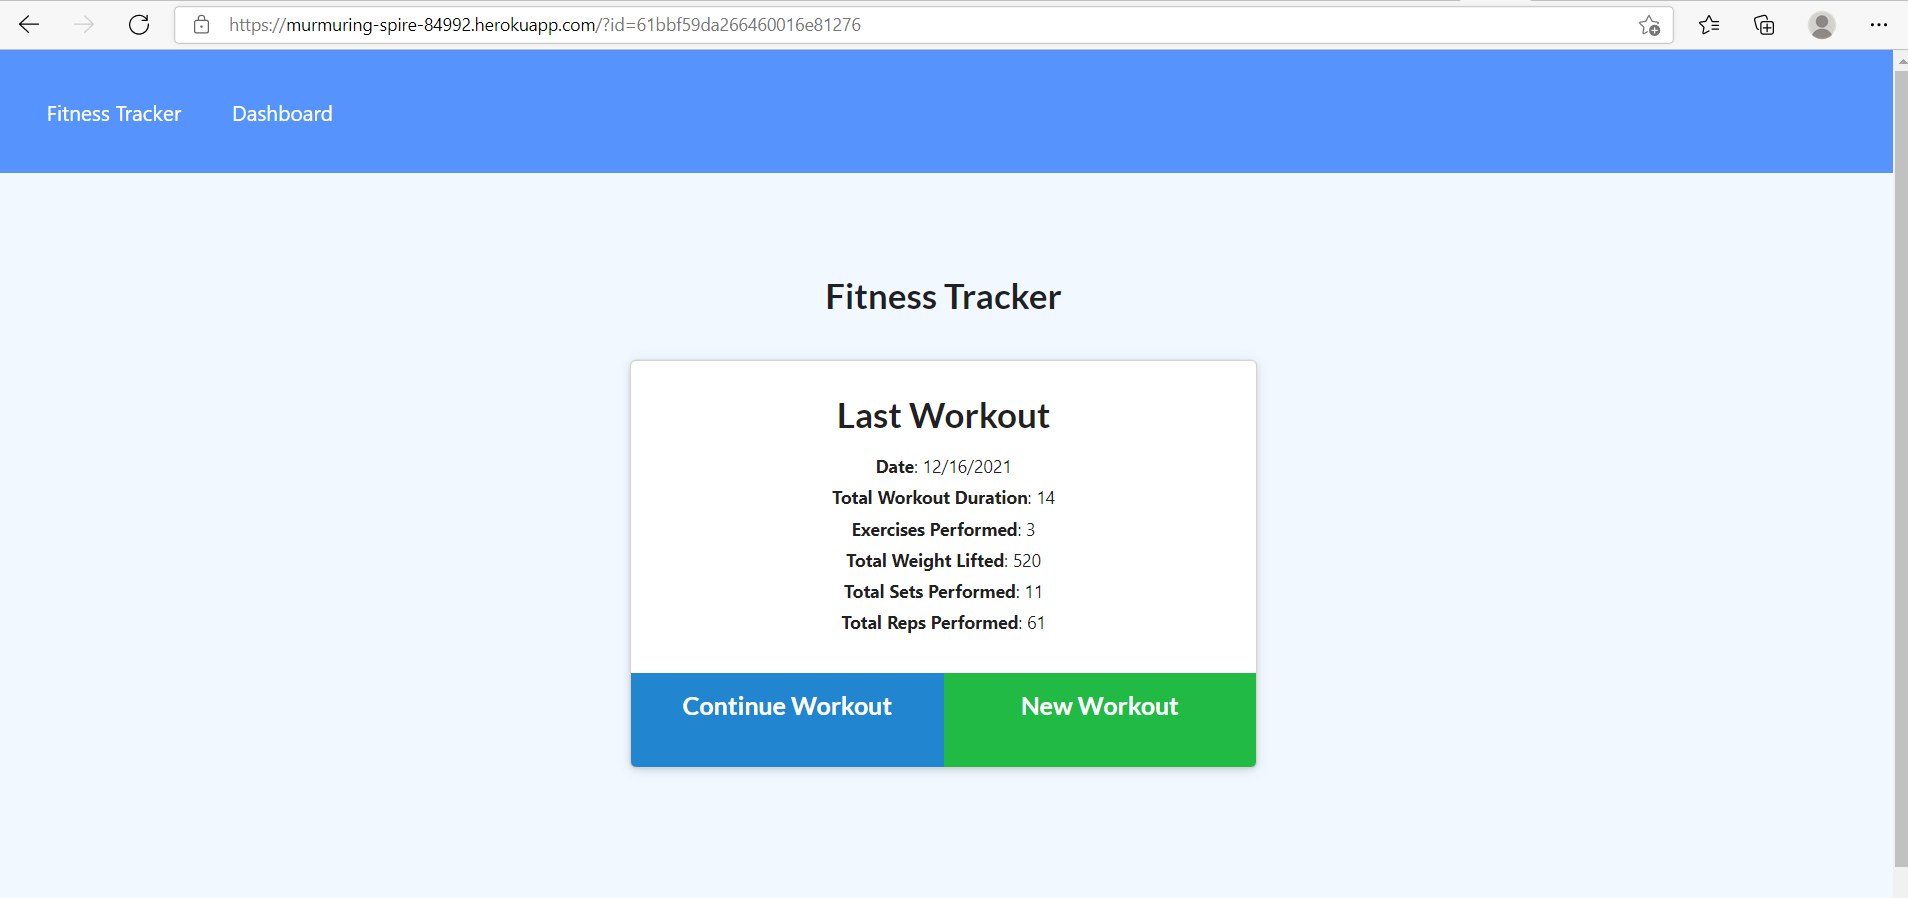 https://murmuring-spire-84992.herokuapp.com/?id=61bbf59da266460016e81276
Fitness Tracker Dashboard
Fitness Tracker
Last Workout
Date: 12/16/2021
Total Workout Duration: 14
Exercises Performed: 3
Total Weight Lifted: 520
Total Sets Performed: 11
Total Reps Performed: 61
Continue Workout New Workout